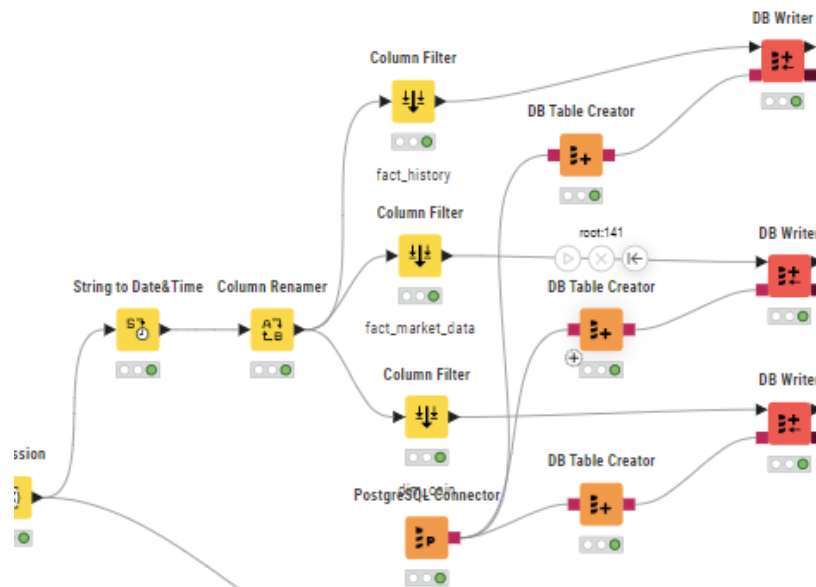 DB Writer
Column Filter
DB Table Creator
fact_history
Column Filter
root:141
DB Writer
String to Date&Time
Column Renamer
DB Table Creator
fact_market_data
Column Filter
DB Writer
ssion
DB Table Creator
dim_coin
PostgreSQL Connector